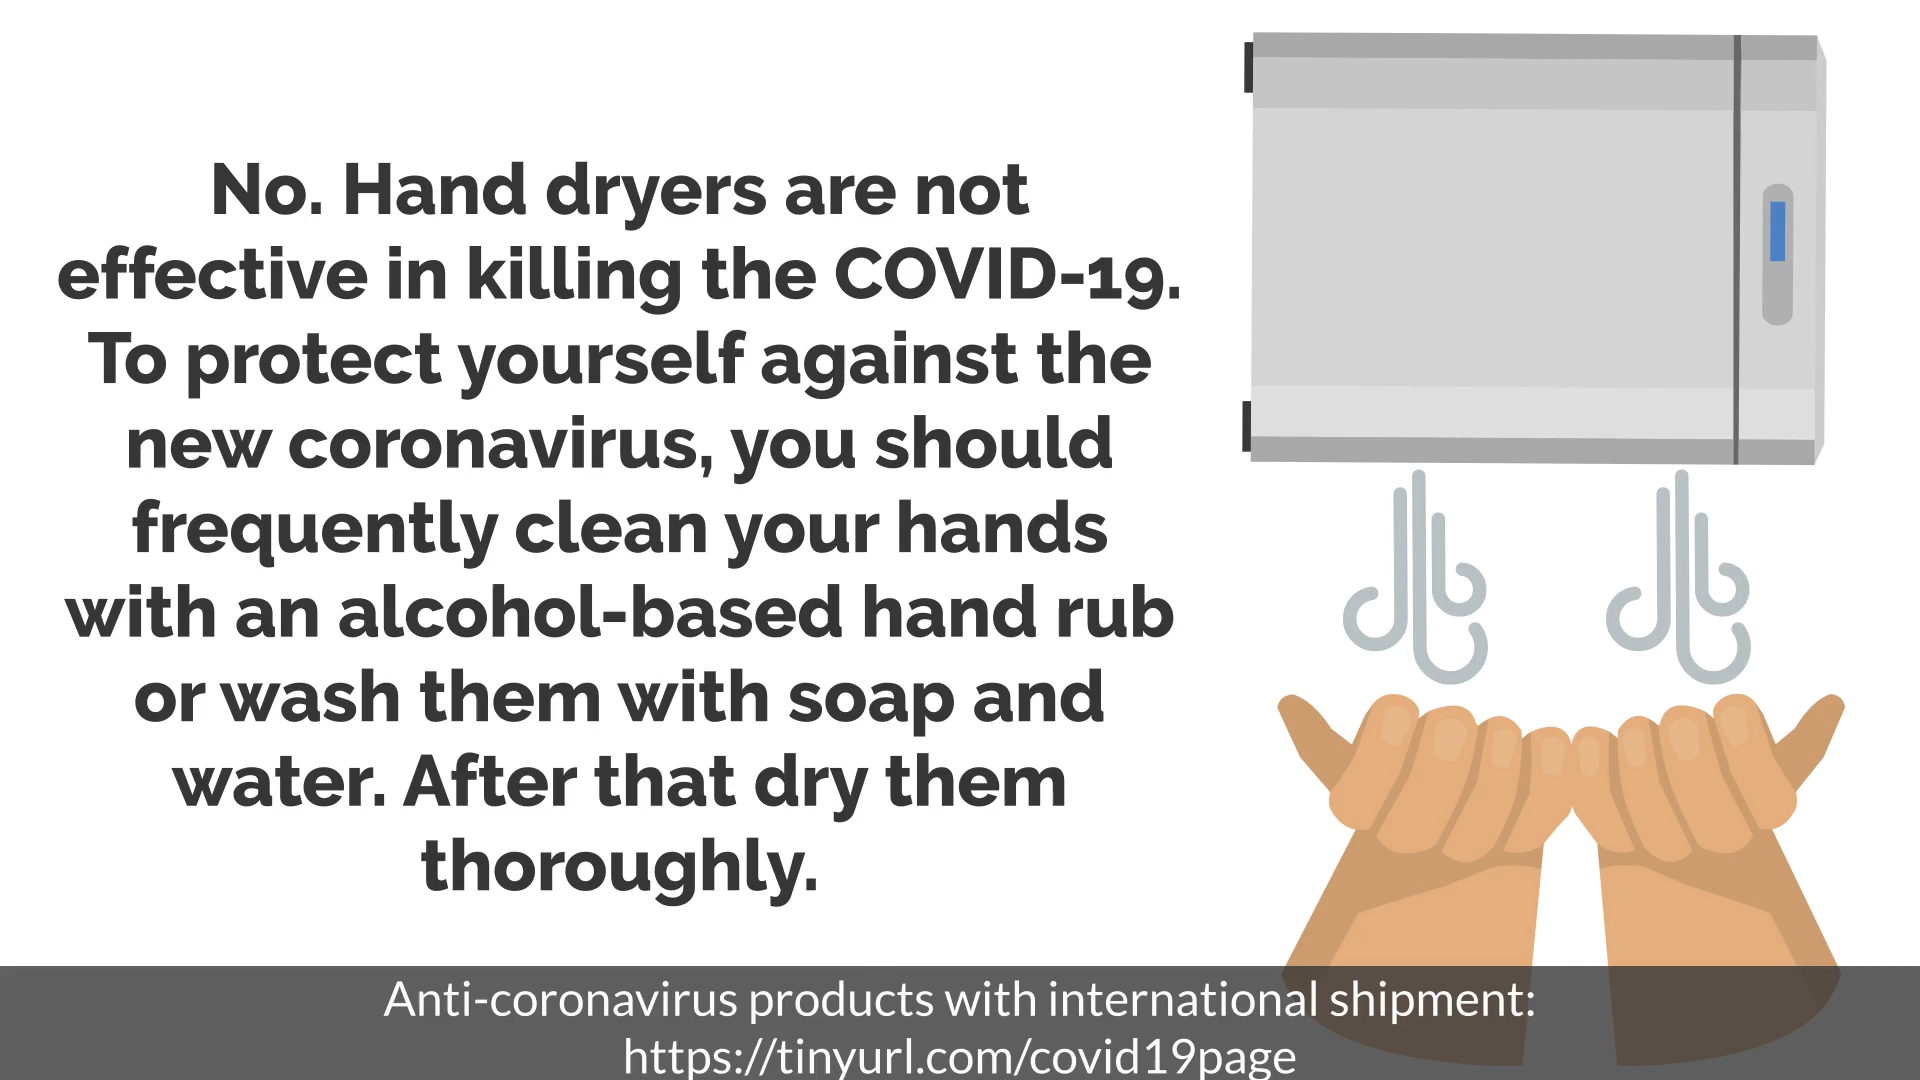 No. Hand dryers are not
effective in killing the COVID-19.
To protect yourself against the
new coronavirus, you should
frequently clean your hands
with an alcohol-based hand rub
or wash them with soap and
water. After that dry them
thoroughly.
Anti-coronavirus products with international shipment:
https://tinyurl.com/covid19page